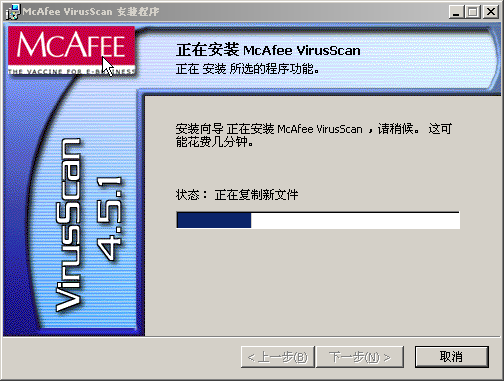 McAfee VirusScan 安装程序
MCAFEE
THE VACCINE FOR E-BUSINESS
正在安装 McAfee VirusScan
正在 安装 所选的程序功能。
VirusScan
4.5.1
安装向导 正在安装 McAfee VirusScan ，请稍候。 这可
能花费几分钟。
状态： 正在复制新文件
< 上一步(B)
下一步(N) >
取消